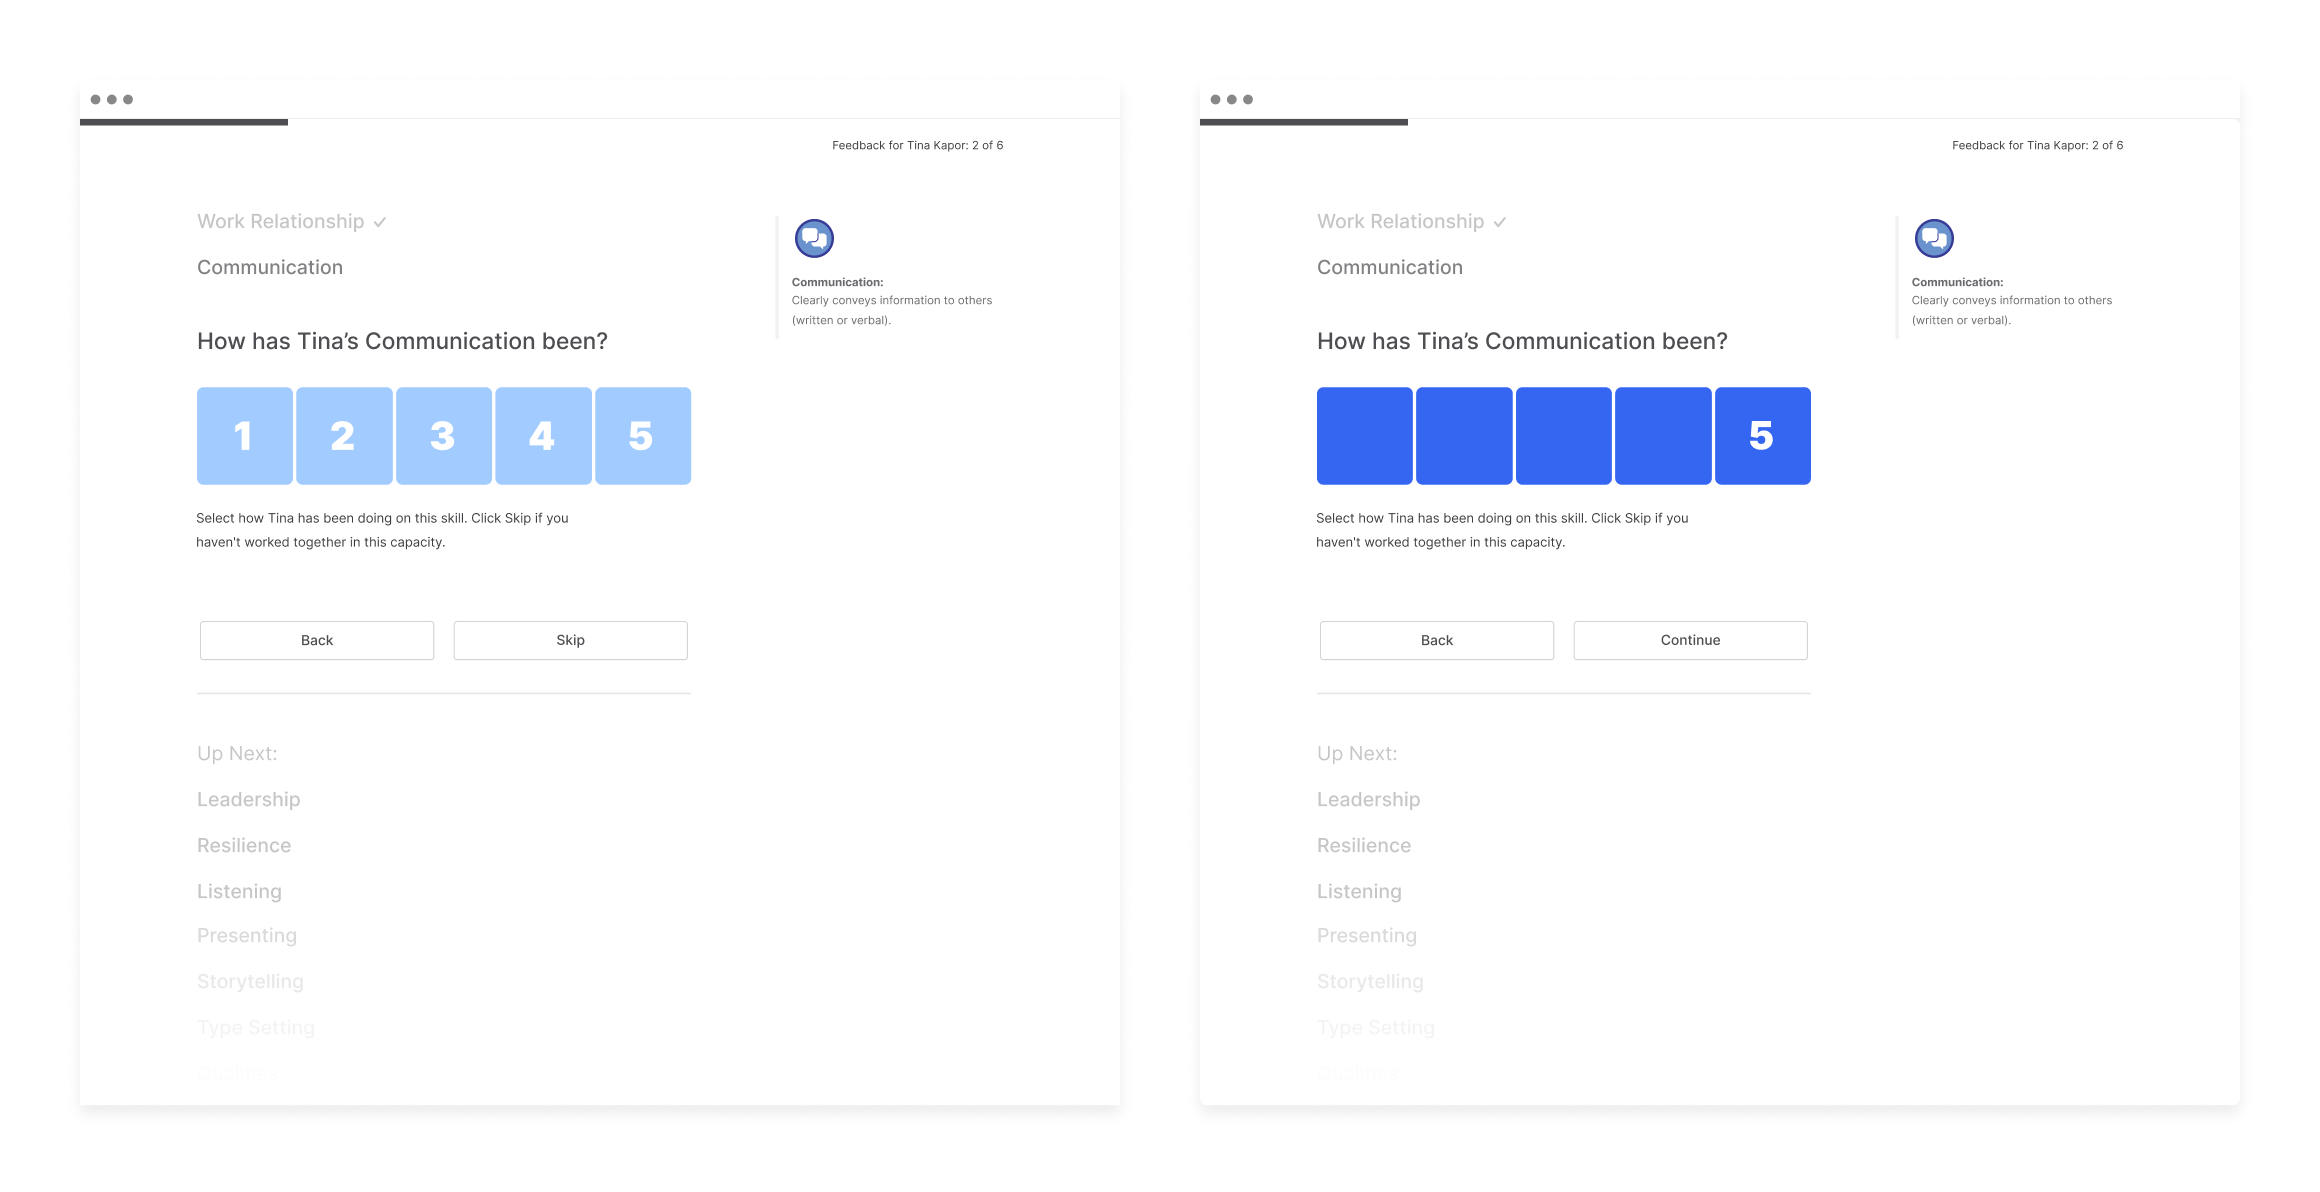 Feedback for Tina Kapor: 2 of 6
Work Relationship
Communication
Communication:
Clearly conveys information to others
(written or verbal).
How has Tina’s Communication been?
1 2 3 4 5
Select how Tina has been doing on this skill. Click Skip if you
haven't worked together in this capacity.
Back
Skip
Up Next:
Leadership
Resilience
Listening
Presenting
Storytelling
Type Setting
Feedback for Tina Kapor: 2 of 6
Work Relationship
Communication
Communication:
Clearly conveys information to others
(written or verbal).
How has Tina’s Communication been?
5
Select how Tina has been doing on this skill. Click Skip if you
haven't worked together in this capacity.
Back
Continue
Up Next:
Leadership
Resilience
Listening
Presenting
Storytelling
Type Setting